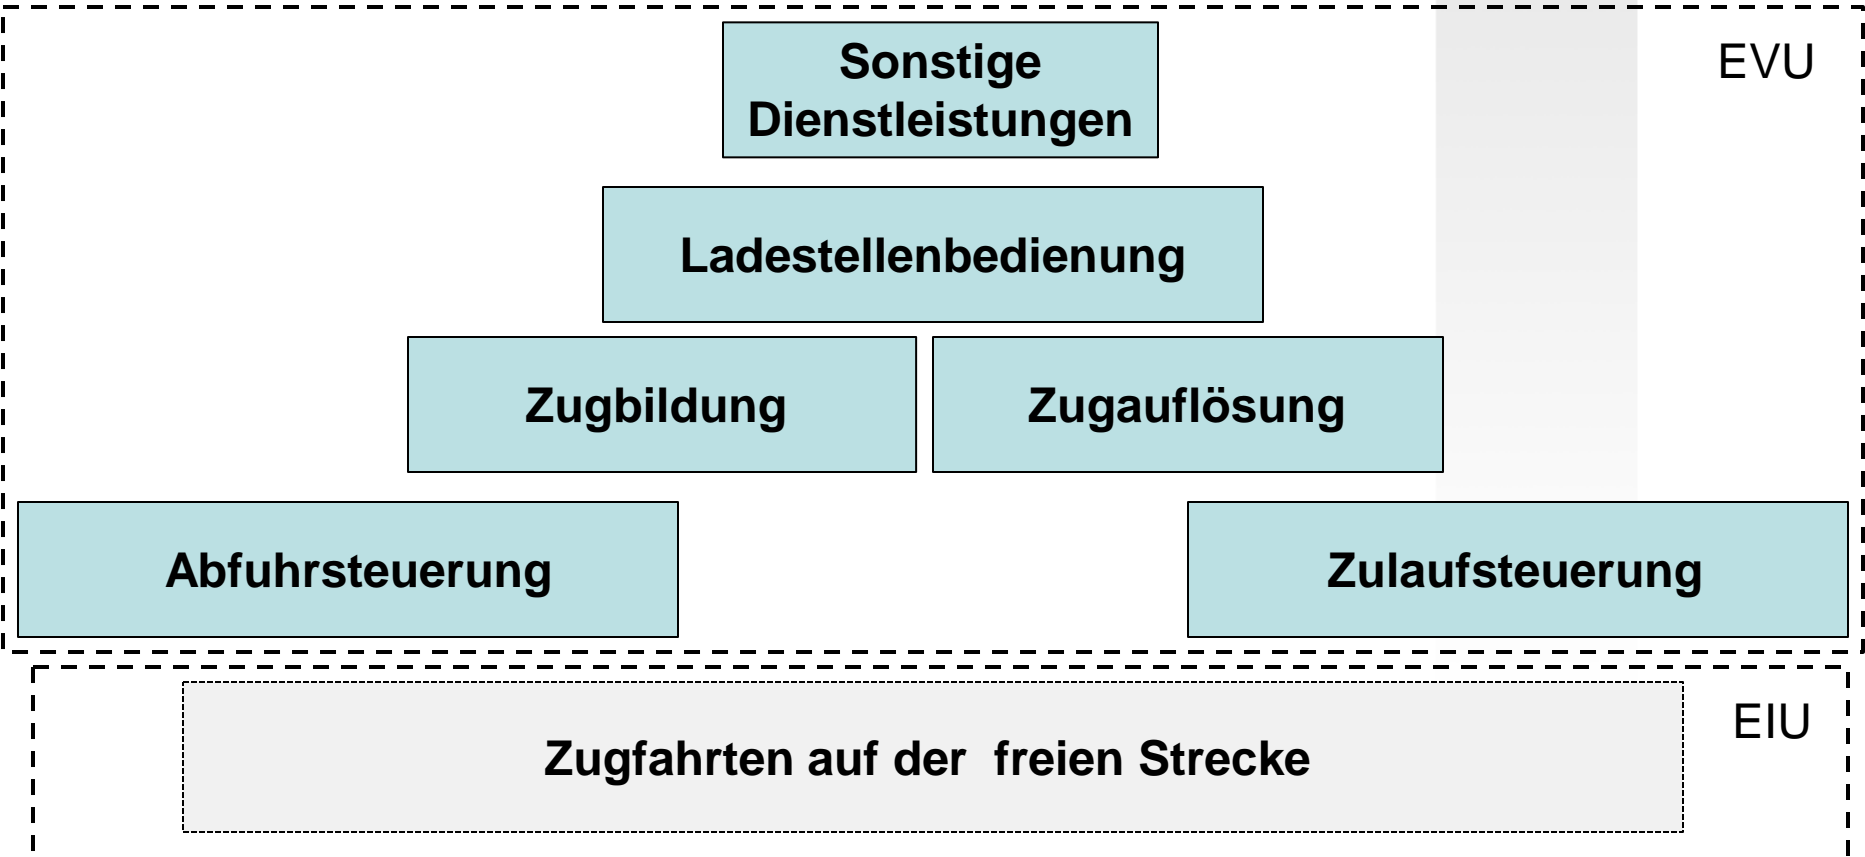 Sonstige
Dienstleistungen
EVU
Ladestellenbedienung
Zugbildung
Zugauflösung
Abfuhrsteuerung
Zulaufsteuerung
EIU
Zugfahrten auf der  freien Strecke